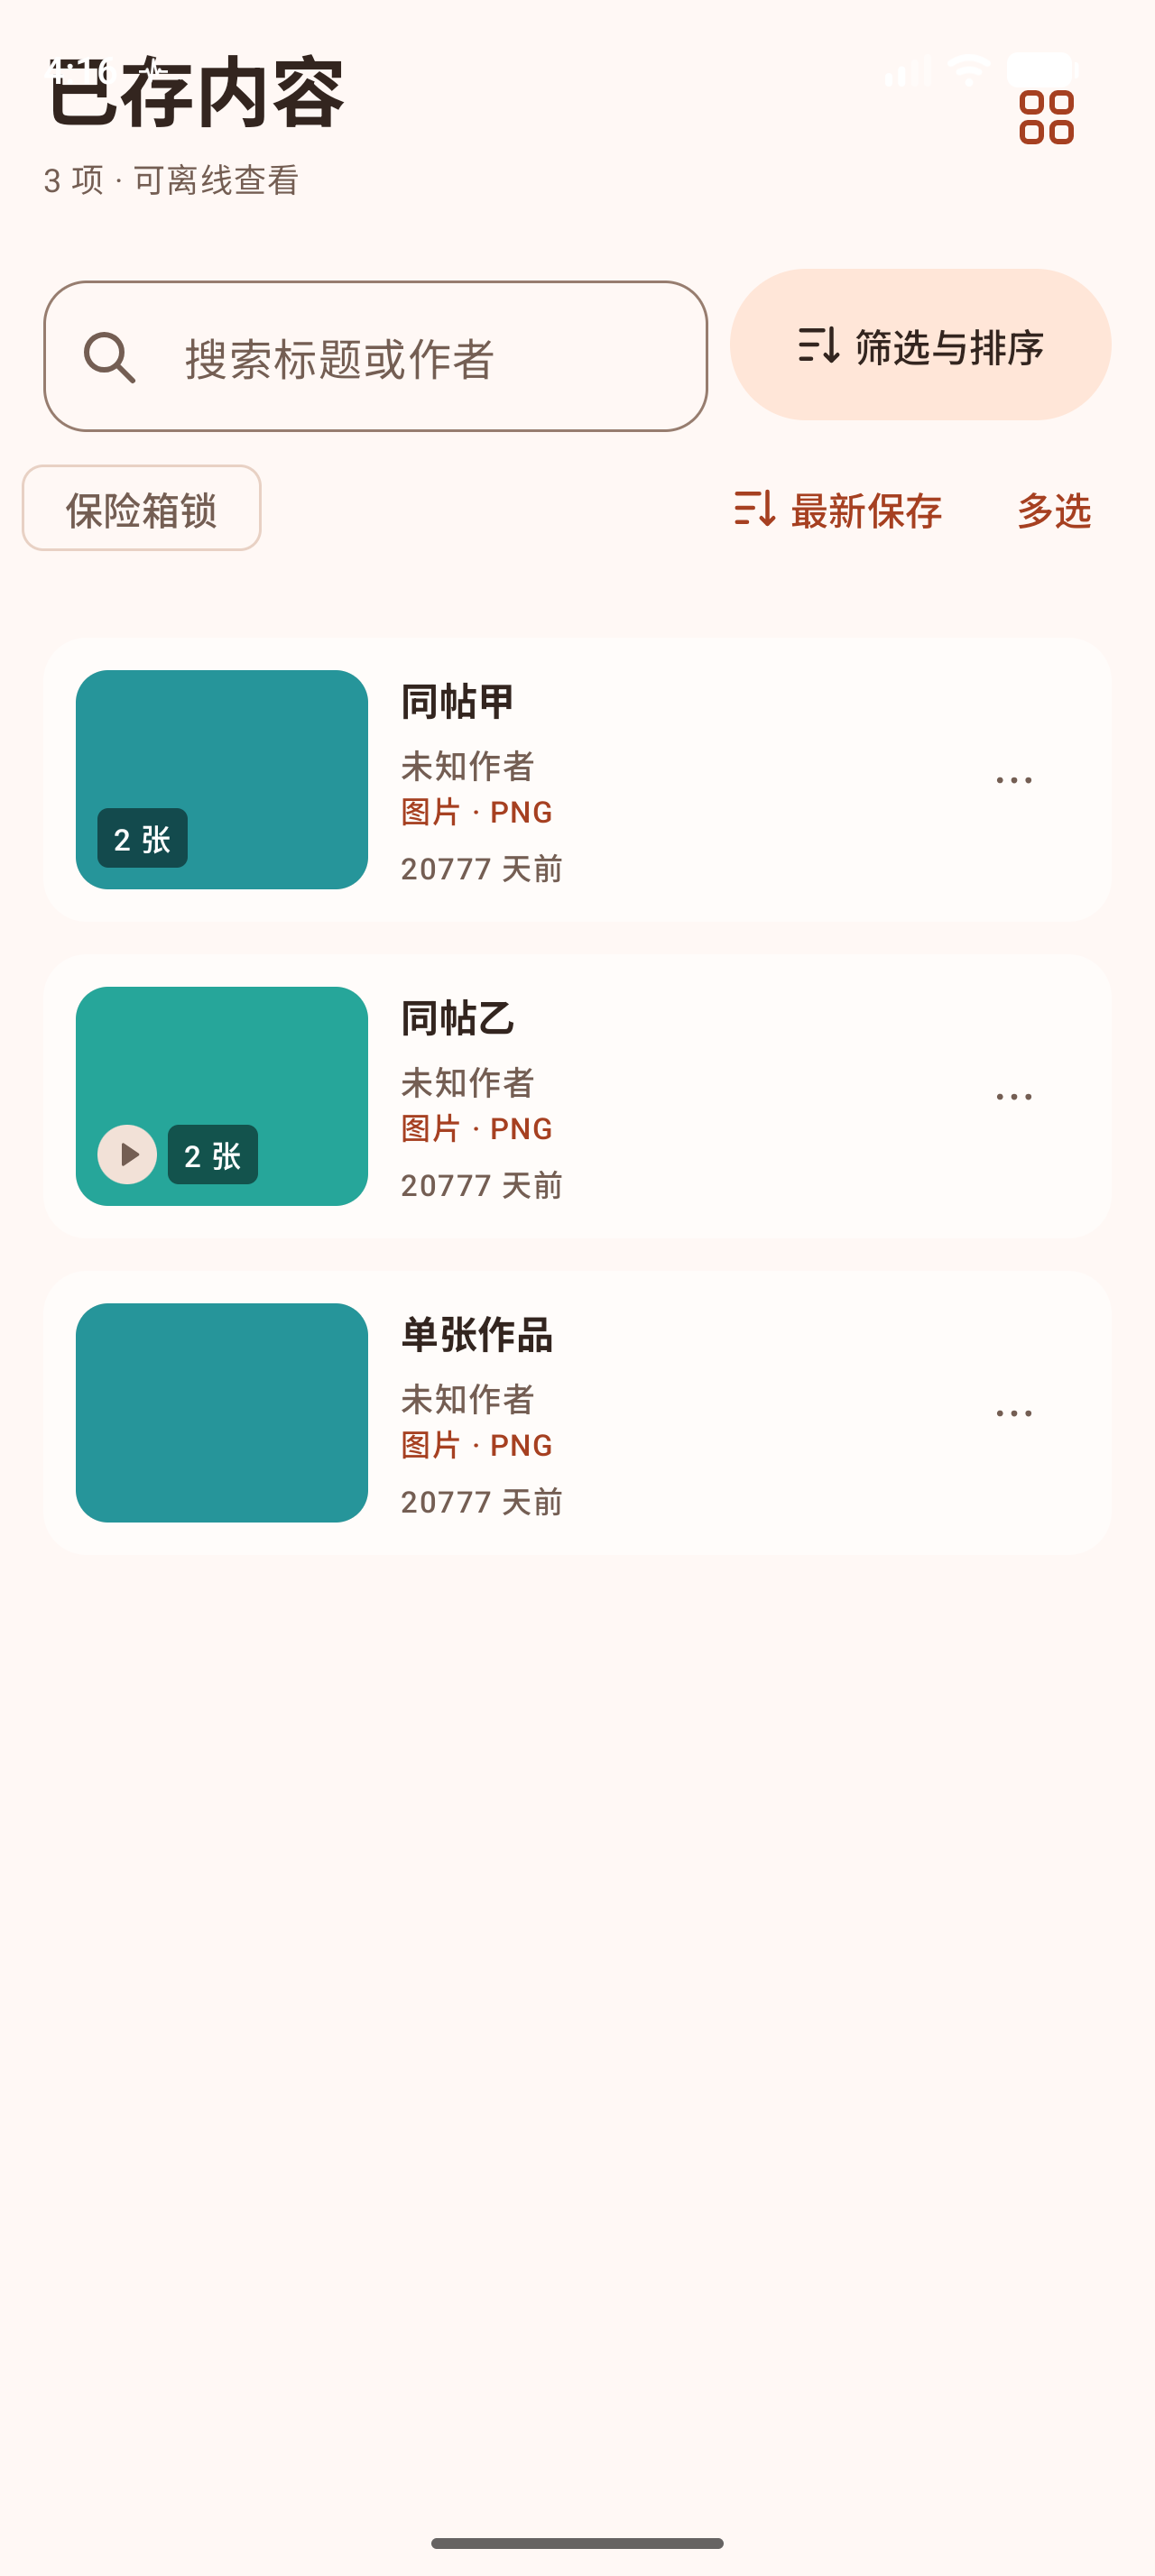 已存内容
3 项 · 可离线查看
搜索标题或作者
筛选与排序
保险箱锁
最新保存
多选
同帖甲
未知作者
图片 · PNG
2 张
20777 天前
同帖乙
未知作者
图片 · PNG
2 张
20777 天前
单张作品
未知作者
图片 · PNG
20777 天前